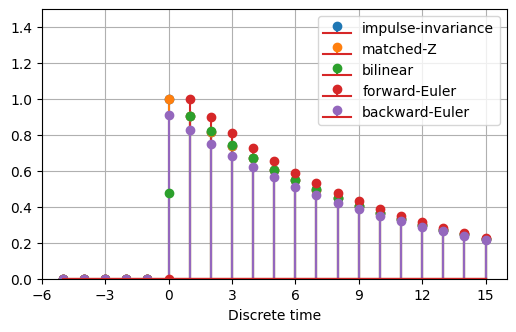 1.4
1.2
1.0
0.8
0.6
0.4
0.2
0.0
−6
−3
0
3
6
9
12
15
Discrete time
impulse-invariance
matched-Z
bilinear
forward-Euler
backward-Euler